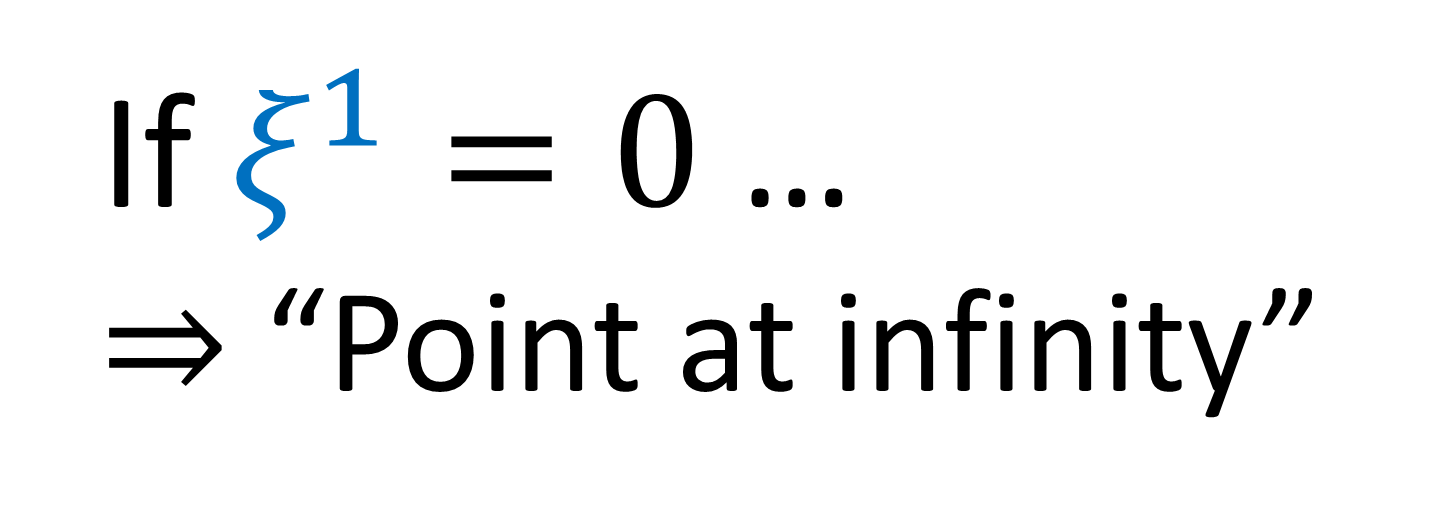 If ξ¹ = 0 …
⇒ “Point at infinity”